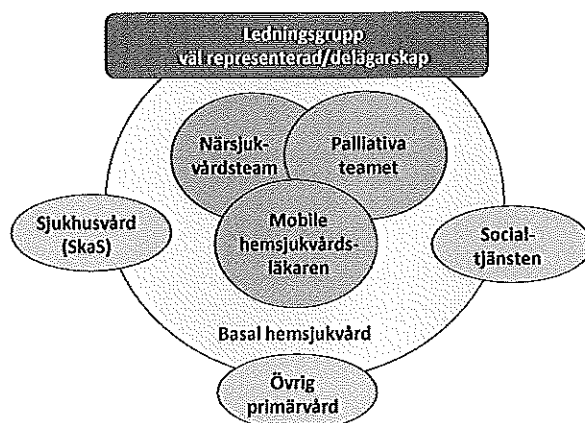 Ledningsgrupp
väl representerad/delägarskap
Närsjuk-
vårdsteam
Palliativa
teamet
Sjukhusvård
(SkaS)
Mobile
hemsjukvårds-
läkaren
Social-
tjänsten
Basal hemsjukvård
Övrig
primärvård